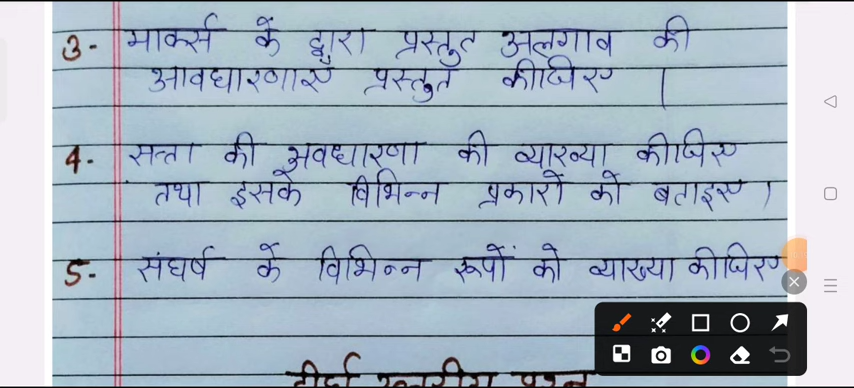 3- मार्क्स के द्वारा प्रस्तुत अलगाव की
आवधारणाएं प्रस्तुत कीजिए |
4. सत्ता की अवधारणा की व्याख्या कीजिए
तथा इसके विभिन्न प्रकारों को बताइए |
5- संघर्ष के विभिन्न रूपों को व्याख्या कीजिए